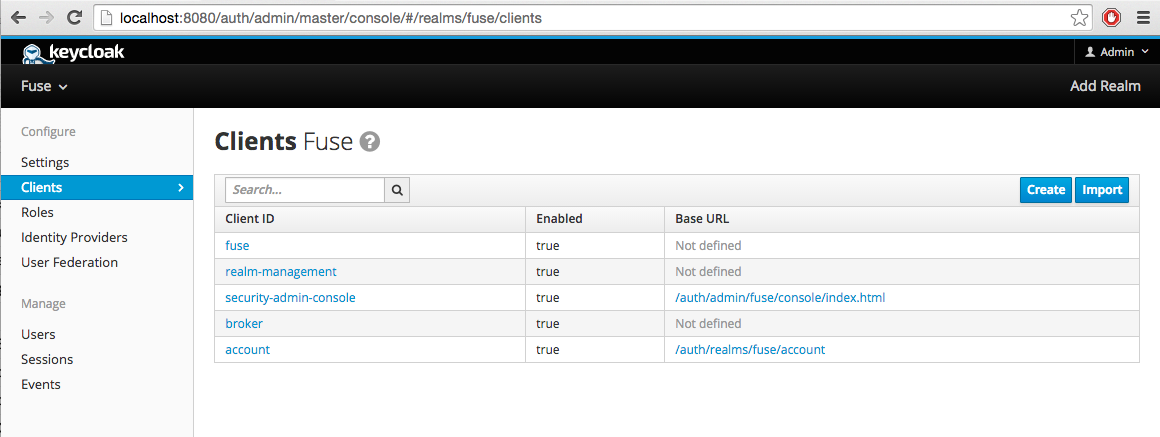 localhost:8080/auth/admin/master/console/#/realms/fuse/clients
keycloak
Admin
Fuse
Add Realm
Configure
Settings
Clients
Roles
Identity Providers
User Federation
Manage
Users
Sessions
Events
Clients Fuse ?
Search...
Create Import
Client ID Enabled Base URL
fuse true Not defined
realm-management true Not defined
security-admin-console true /auth/admin/fuse/console/index.html
broker true Not defined
account true /auth/realms/fuse/account